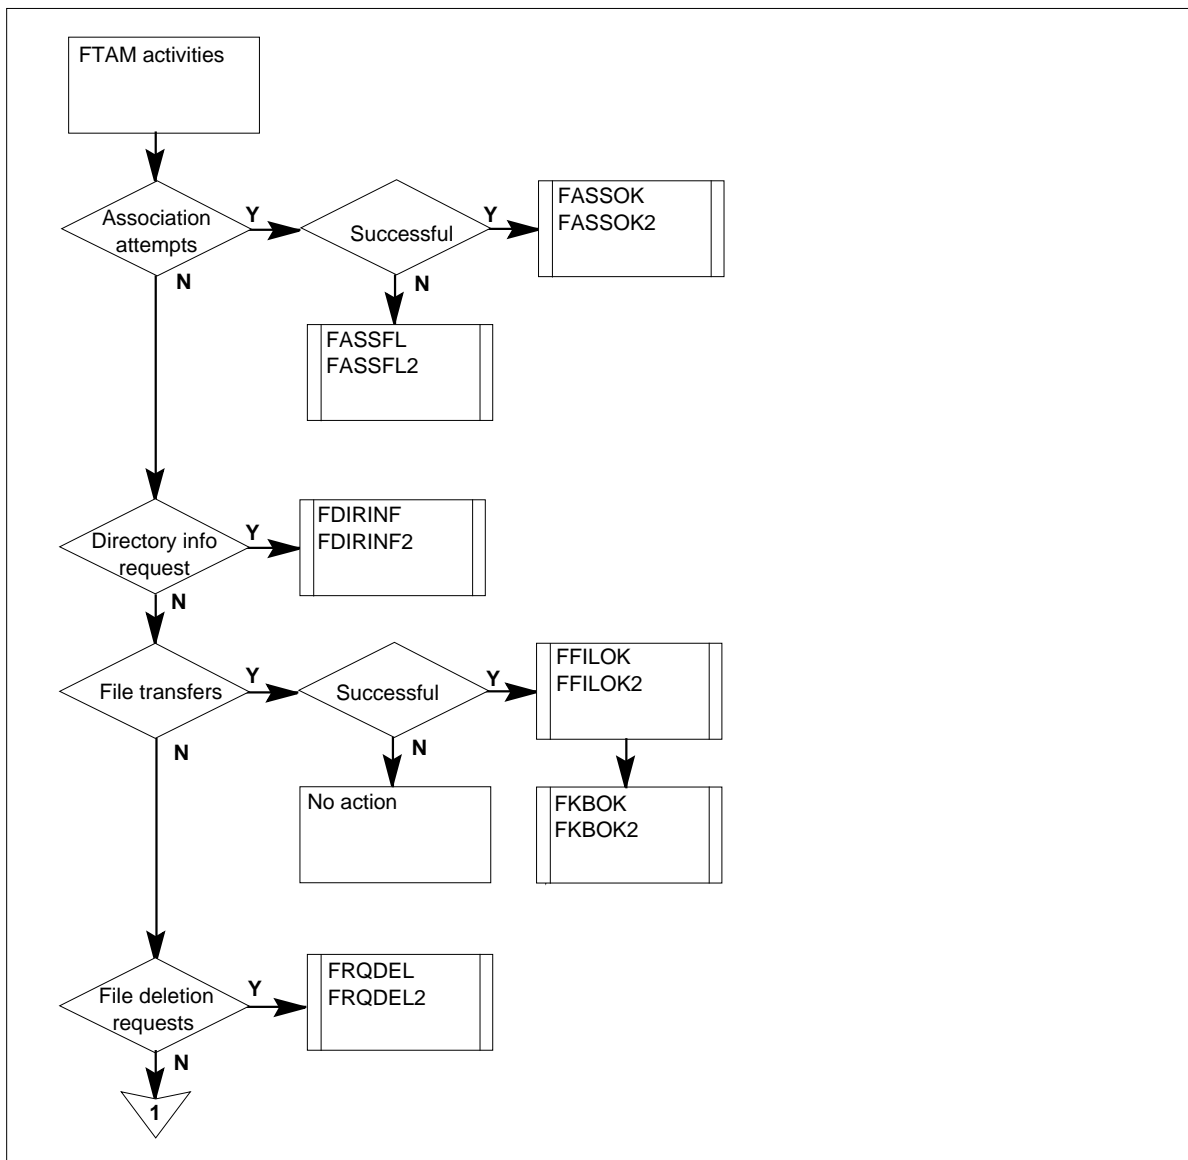 FTAM activities
Association
attempts
Y
Successful
Y
FASSOK
FASSOK2
N
N
FASSFL
FASSFL2
Directory info
request
Y
FDIRINF
FDIRINF2
N
File transfers
Y
Successful
Y
FFILOK
FFILOK2
N
N
No action
FKBOK
FKBOK2
File deletion
requests
Y
FRQDEL
FRQDEL2
N
1